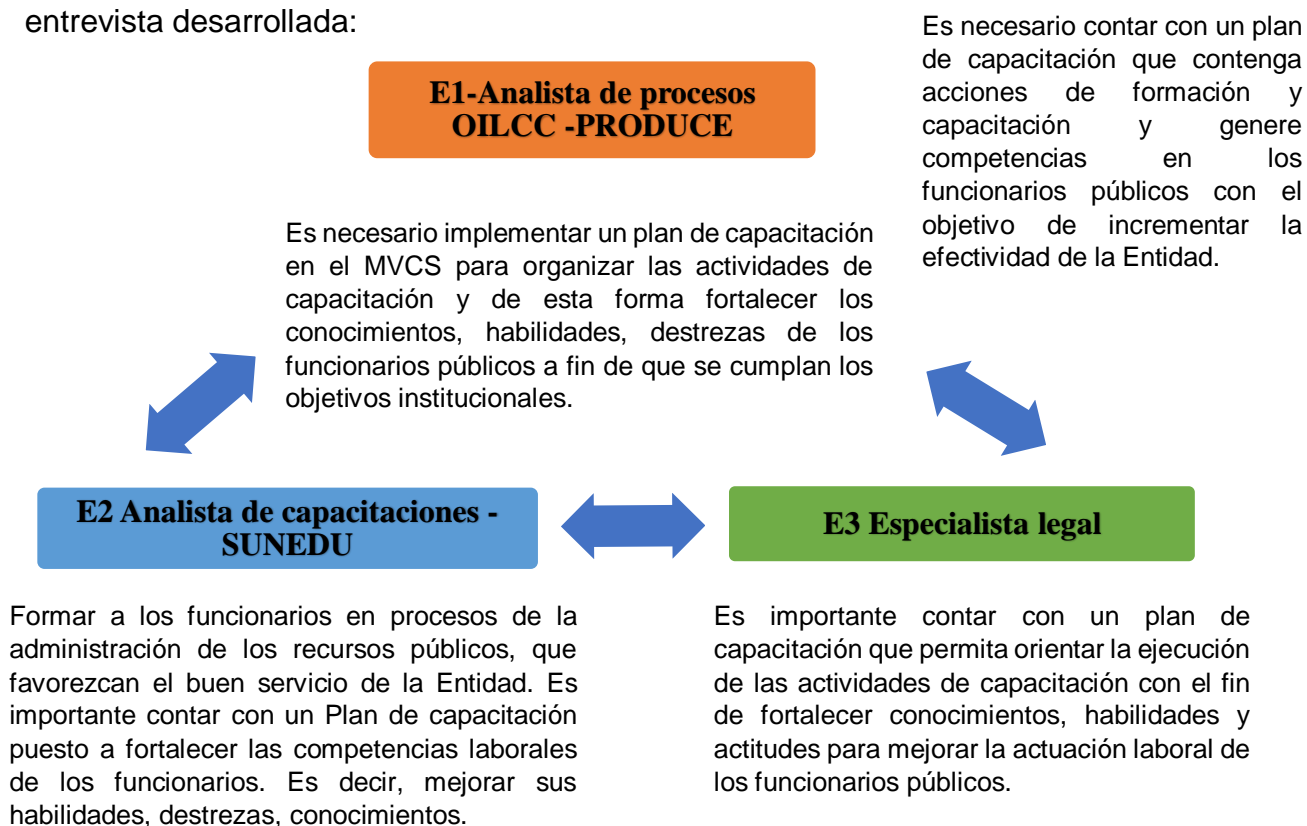 entrevista desarrollada:
E1-Analista de procesos
OILCC -PRODUCE
Es necesario contar con un plan
de capacitación que contenga
acciones de formación y
capacitación y genere
competencias en los
funcionarios públicos con el
objetivo de incrementar la
efectividad de la Entidad.
Es necesario implementar un plan de capacitación
en el MVCS para organizar las actividades de
capacitación y de esta forma fortalecer los
conocimientos, habilidades, destrezas de los
funcionarios públicos a fin de que se cumplan los
objetivos institucionales.
E2 Analista de capacitaciones -
SUNEDU
E3 Especialista legal
Formar a los funcionarios en procesos de la
administración de los recursos públicos, que
favorezcan el buen servicio de la Entidad. Es
importante contar con un Plan de capacitación
puesto a fortalecer las competencias laborales
de los funcionarios. Es decir, mejorar sus
habilidades, destrezas, conocimientos.
Es importante contar con un plan de
capacitación que permita orientar la ejecución
de las actividades de capacitación con el fin
de fortalecer conocimientos, habilidades y
actitudes para mejorar la actuación laboral de
los funcionarios públicos.